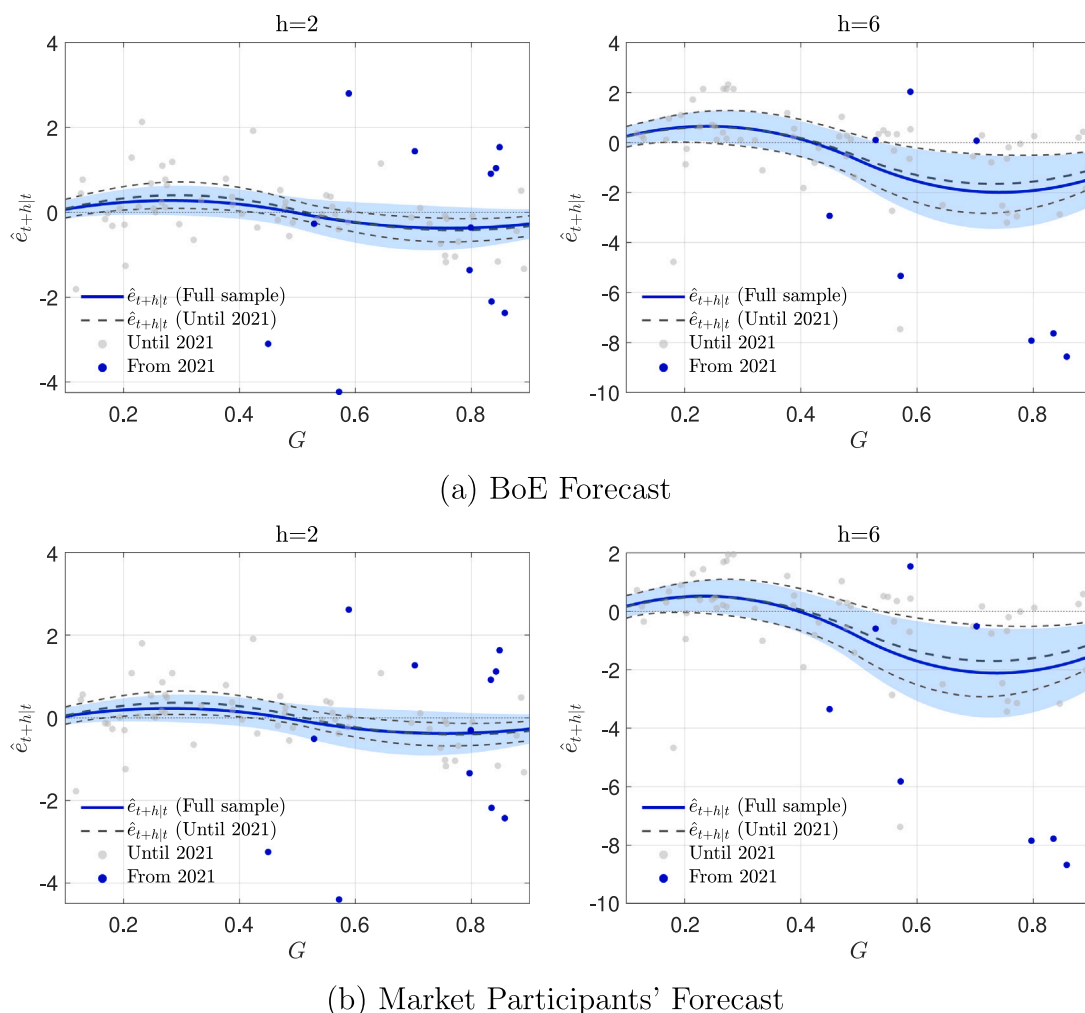 h=2
4
2
0
-2
-4
0.2 0.4 0.6 0.8
G
ê_{t+h|t}
ê_{t+h|t} (Full sample)
ê_{t+h|t} (Until 2021)
Until 2021
From 2021
h=6
4
2
0
-2
-4
-6
-8
-10
0.2 0.4 0.6 0.8
G
ê_{t+h|t}
ê_{t+h|t} (Full sample)
ê_{t+h|t} (Until 2021)
Until 2021
From 2021
(a) BoE Forecast
h=2
4
2
0
-2
-4
0.2 0.4 0.6 0.8
G
ê_{t+h|t}
ê_{t+h|t} (Full sample)
ê_{t+h|t} (Until 2021)
Until 2021
From 2021
h=6
2
0
-2
-4
-6
-8
-10
0.2 0.4 0.6 0.8
G
ê_{t+h|t}
ê_{t+h|t} (Full sample)
ê_{t+h|t} (Until 2021)
Until 2021
From 2021
(b) Market Participants' Forecast